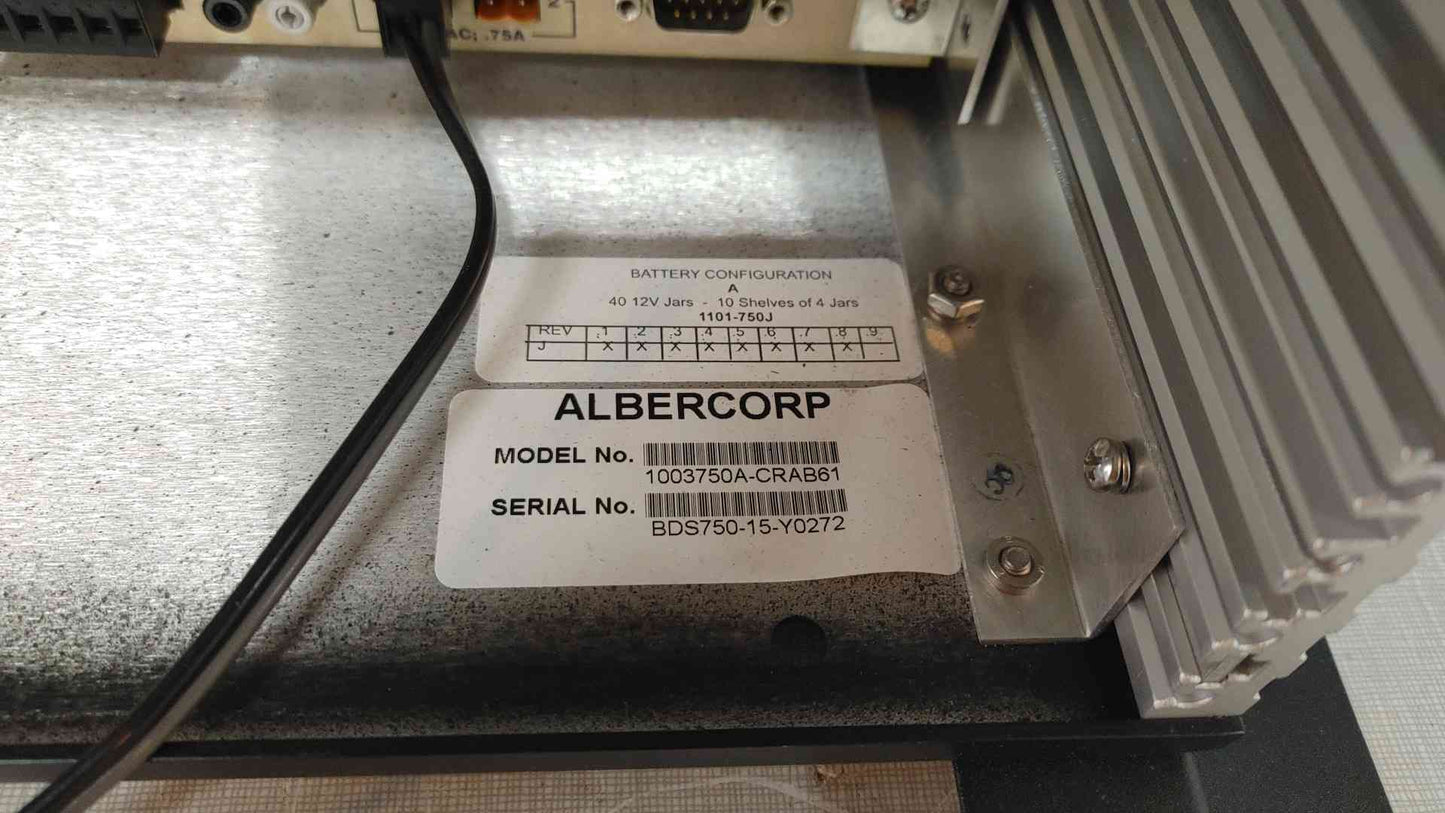 AC; .75A
BATTERY CONFIGURATION
A
40 12V Jars - 10 Shelves of 4 Jars
1101-750J
REV .1 .2 .3 .4 .5 .6 .7 .8 .9
J X X X X X X X X
ALBERCORP
MODEL No.
1003750A-CRAB61
SERIAL No.
BDS750-15-Y0272